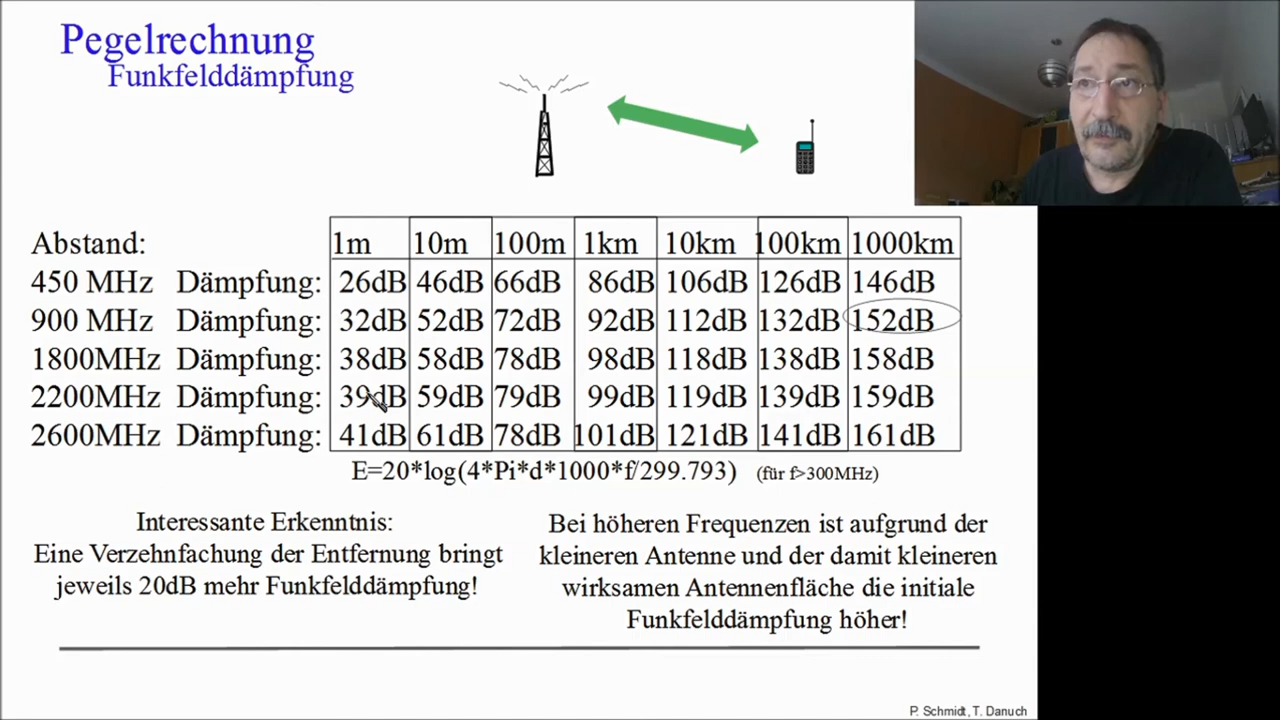 Pegelrechnung
Funkfelddämpfung
Abstand: 1m 10m 100m 1km 10km 100km 1000km
450 MHz Dämpfung: 26dB 46dB 66dB 86dB 106dB 126dB 146dB
900 MHz Dämpfung: 32dB 52dB 72dB 92dB 112dB 132dB 152dB
1800MHz Dämpfung: 38dB 58dB 78dB 98dB 118dB 138dB 158dB
2200MHz Dämpfung: 39dB 59dB 79dB 99dB 119dB 139dB 159dB
2600MHz Dämpfung: 41dB 61dB 78dB 101dB 121dB 141dB 161dB
E=20*log(4*Pi*d*1000*f/299.793) (für f>300MHz)
Interessante Erkenntnis:
Eine Verzehnfachung der Entfernung bringt
jeweils 20dB mehr Funkfelddämpfung!
Bei höheren Frequenzen ist aufgrund der
kleineren Antenne und der damit kleineren
wirksamen Antennenfläche die initiale
Funkfelddämpfung höher!
P. Schmidt, T. Danuch